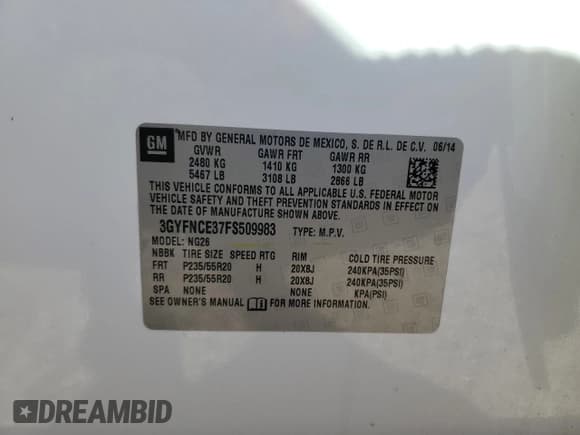 GM
MFD BY GENERAL MOTORS DE MEXICO, S. DE R.L. DE C.V. 06/14
GVWR GAWR FRT GAWR RR
2480 KG 1410 KG 1300 KG
5467 LB 3108 LB 2866 LB
THIS VEHICLE CONFORMS TO ALL APPLICABLE U.S. FEDERAL MOTOR
VEHICLE SAFETY AND THEFT PREVENTION STANDARDS IN EFFECT ON
THE DATE OF MANUFACTURE SHOWN ABOVE.
3GYFNCE37FS509983 TYPE: M.P.V.
MODEL: NG26
NBBK TIRE SIZE SPEED RTG RIM COLD TIRE PRESSURE
FRT P235/55R20 H 20X8J 240KPA(35PSI)
RR P235/55R20 H 20X8J 240KPA(35PSI)
SPA NONE NONE KPA(PSI)
SEE OWNER'S MANUAL FOR MORE INFORMATION.
DREAMBID